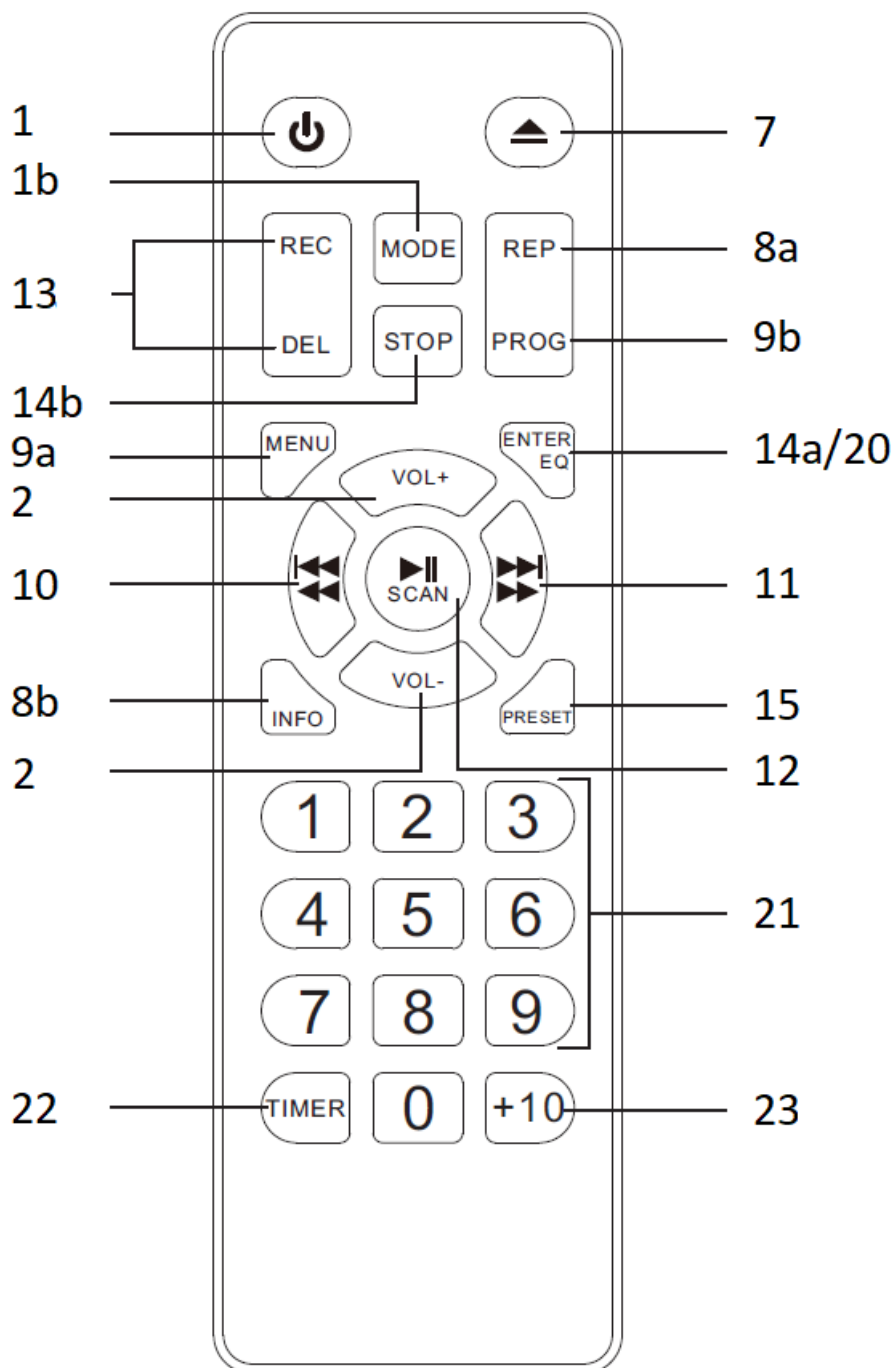 1
7
1b
REC
MODE
REP
8a
13
DEL
STOP
PROG
9b
14b
MENU
ENTER
EQ
14a/20
9a
VOL+
2
10
SCAN
11
VOL-
8b
INFO
PRESET
15
2
12
1 2 3
4 5 6
21
7 8 9
22
TIMER
0
+10
23